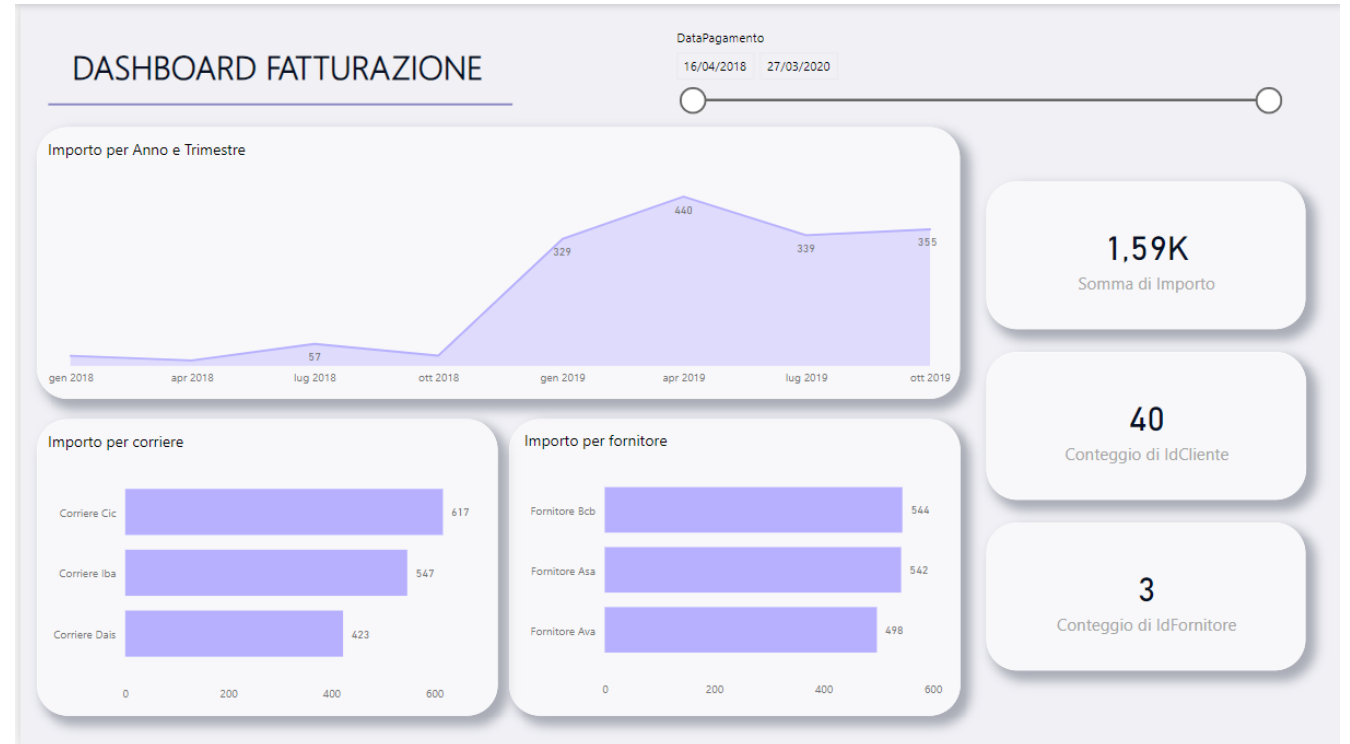 DASHBOARD FATTURAZIONE
DataPagamento
16/04/2018 27/03/2020
Importo per Anno e Trimestre
440
329
339
355
57
gen 2018 apr 2018 lug 2018 ott 2018 gen 2019 apr 2019 lug 2019 ott 2019
1,59K
Somma di Importo
40
Conteggio di IdCliente
3
Conteggio di IdFornitore
Importo per corriere
Corriere Cic 617
Corriere Iba 547
Corriere Dais 423
0 200 400 600
Importo per fornitore
Fornitore Bcb 544
Fornitore Asa 542
Fornitore Ava 498
0 200 400 600